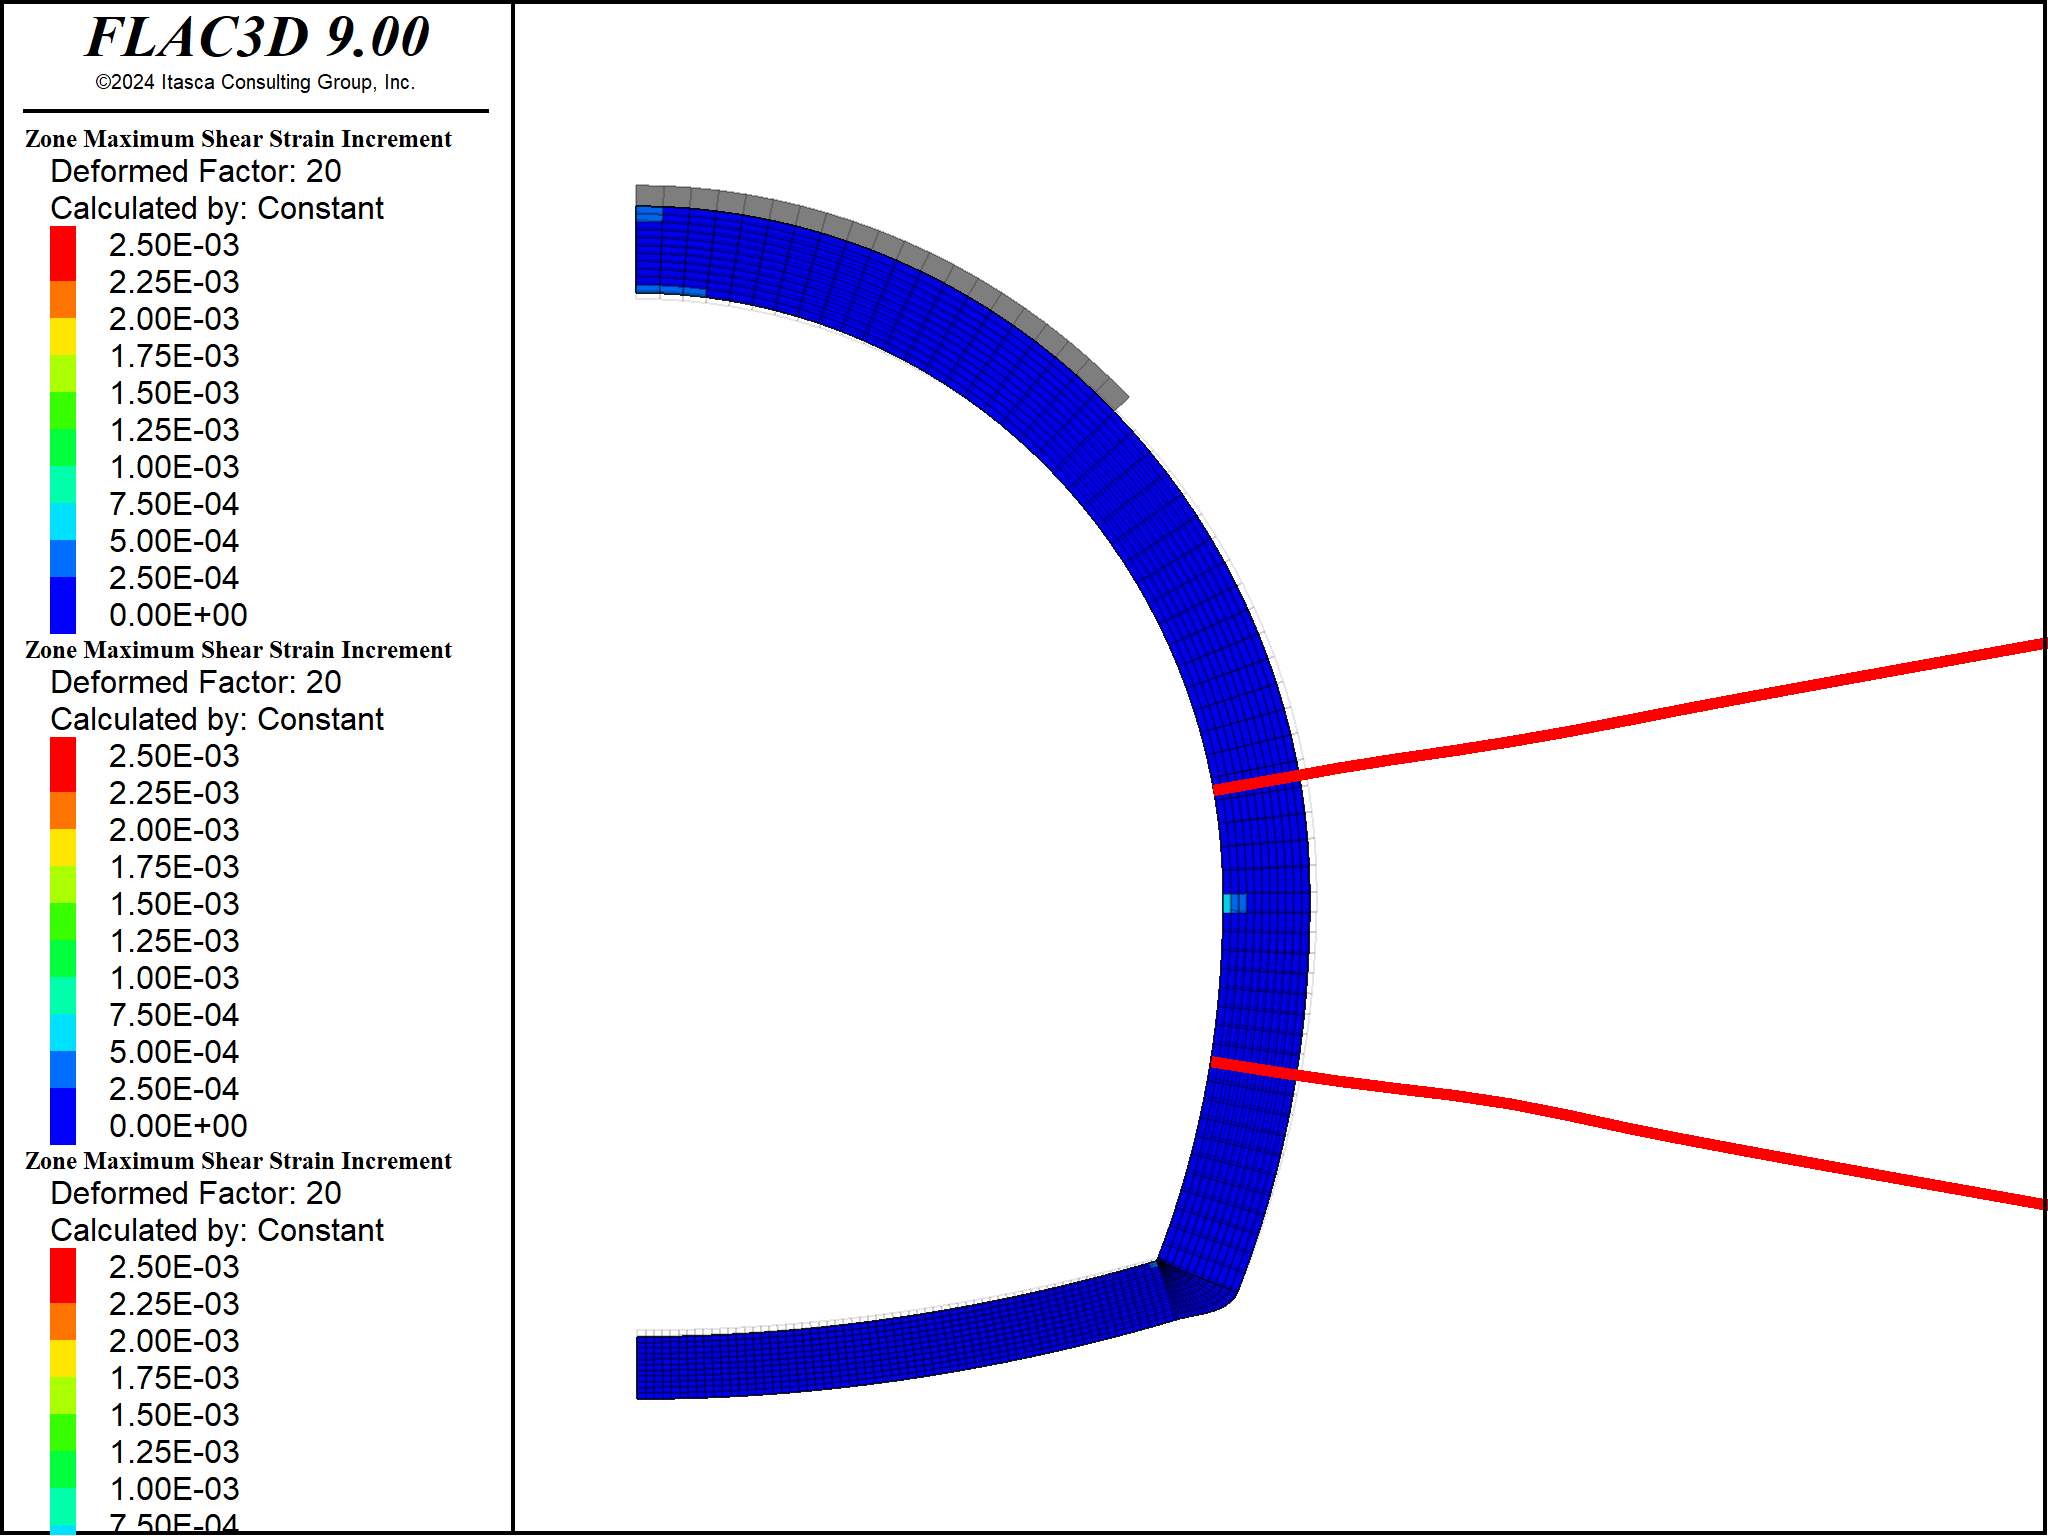 FLAC3D 9.00
©2024 Itasca Consulting Group, Inc.
Zone Maximum Shear Strain Increment
Deformed Factor: 20
Calculated by: Constant
2.50E-03
2.25E-03
2.00E-03
1.75E-03
1.50E-03
1.25E-03
1.00E-03
7.50E-04
5.00E-04
2.50E-04
0.00E+00
Zone Maximum Shear Strain Increment
Deformed Factor: 20
Calculated by: Constant
2.50E-03
2.25E-03
2.00E-03
1.75E-03
1.50E-03
1.25E-03
1.00E-03
7.50E-04
5.00E-04
2.50E-04
0.00E+00
Zone Maximum Shear Strain Increment
Deformed Factor: 20
Calculated by: Constant
2.50E-03
2.25E-03
2.00E-03
1.75E-03
1.50E-03
1.25E-03
1.00E-03
7.50E-04